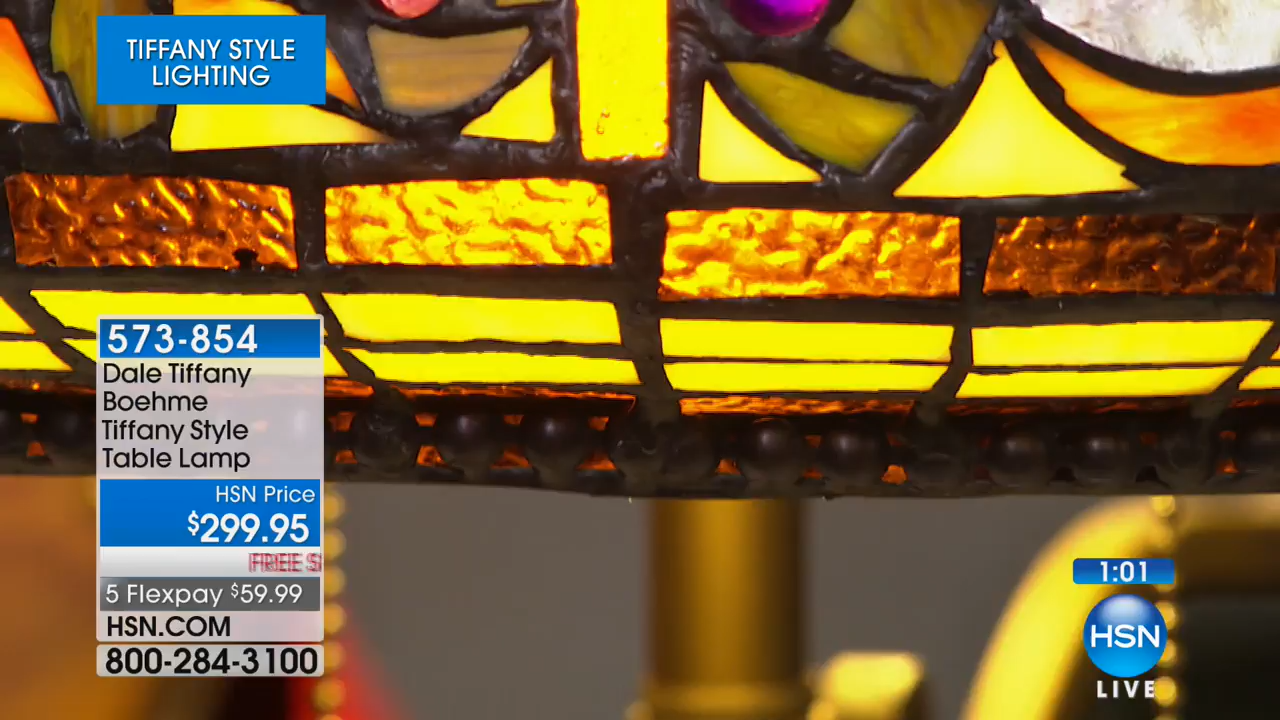 TIFFANY STYLE
LIGHTING
573-854
Dale Tiffany
Boehme
Tiffany Style
Table Lamp
HSN Price
$299.95
FREE S
5 Flexpay $59.99
HSN.COM
800-284-3100
1:01
HSN
LIVE